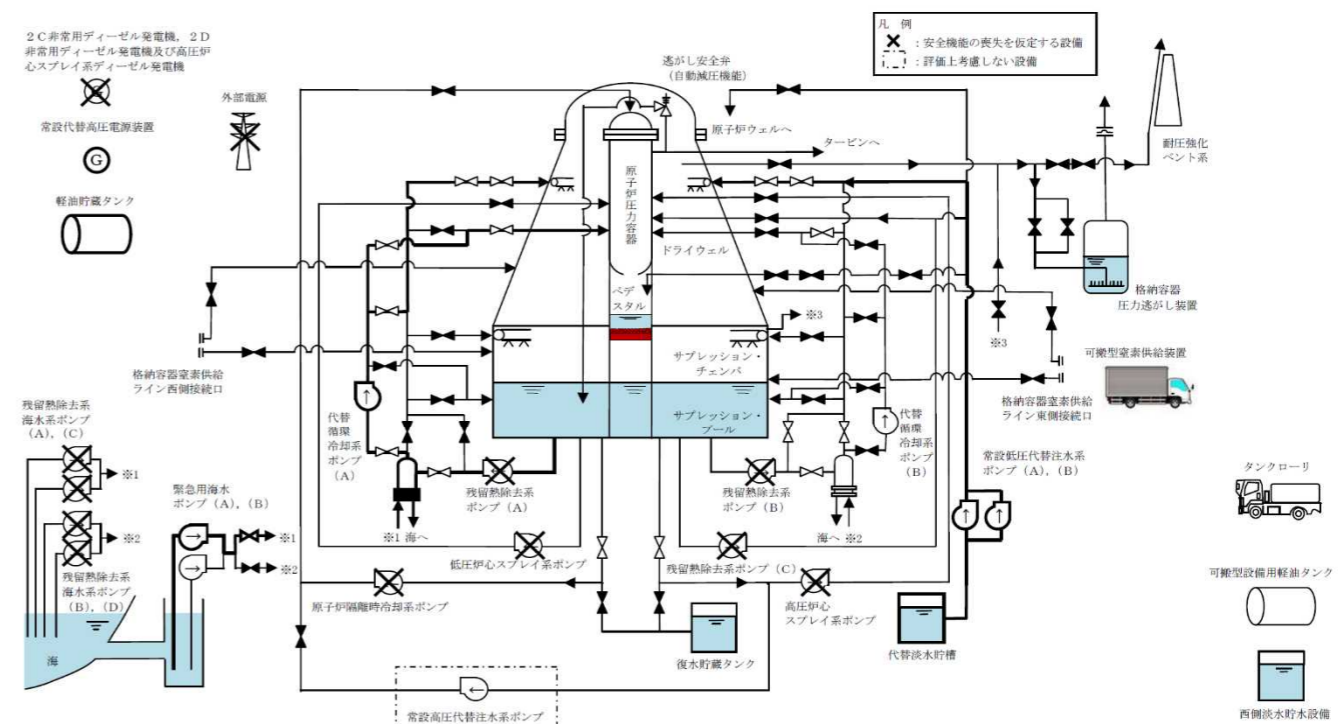 2C非常用ディーゼル発電機，2D
非常用ディーゼル発電機及び高圧炉
心スプレイ系ディーゼル発電機
G
外部電源
常設代替高圧電源装置
G
軽油貯蔵タンク
凡 例
：安全機能の喪失を仮定する設備
：評価上考慮しない設備
逃がし安全弁
（自動減圧機能）
原子炉ウェルへ
タービンへ
耐圧強化
ベント系
原子炉圧力容器
ドライウェル
ペデ
スタル
格納容器
圧力逃がし装置
※3
※3
サプレッション・
チェンバ
サプレッション・
プール
格納容器窒素供給
ライン西側接続口
可搬型窒素供給装置
格納容器窒素供給
ライン東側接続口
残留熱除去系
海水系ポンプ
（A），（C）
※1
※2
残留熱除去系
海水系ポンプ
（B），（D）
海
緊急用海水
ポンプ（A），（B）
※1
※2
代替
循環
冷却系
ポンプ
（A）
残留熱除去系
ポンプ（A）
※1
海へ
残留熱除去系
ポンプ（B）
海へ
※2
代替
循環
冷却系
ポンプ
（B）
常設低圧代替注水系
ポンプ（A），（B）
低圧炉心スプレイ系ポンプ
残留熱除去系ポンプ（C）
原子炉隔離時冷却系ポンプ
高圧炉心
スプレイ系ポンプ
復水貯蔵タンク
代替淡水貯槽
常設高圧代替注水系ポンプ
タンクローリ
可搬型設備用軽油タンク
西側淡水貯水設備